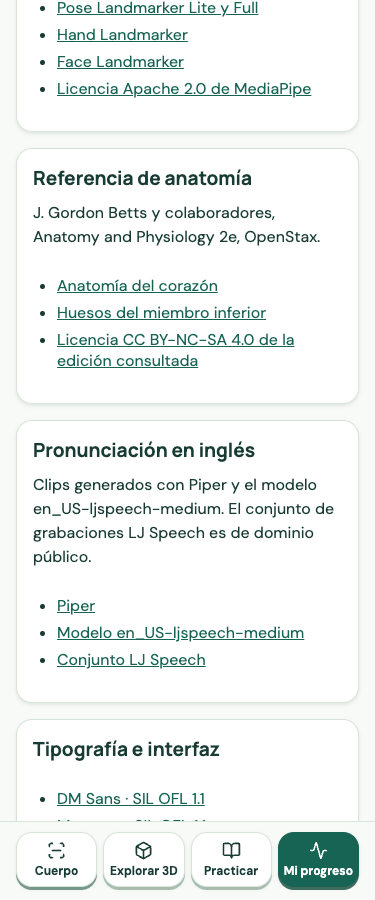 Pose Landmarker Lite y Full
Hand Landmarker
Face Landmarker
Licencia Apache 2.0 de MediaPipe
Referencia de anatomía
J. Gordon Betts y colaboradores,
Anatomy and Physiology 2e, OpenStax.
Anatomía del corazón
Huesos del miembro inferior
Licencia CC BY-NC-SA 4.0 de la
edición consultada
Pronunciación en inglés
Clips generados con Piper y el modelo
en_US-ljspeech-medium. El conjunto de
grabaciones LJ Speech es de dominio
público.
Piper
Modelo en_US-ljspeech-medium
Conjunto LJ Speech
Tipografía e interfaz
DM Sans · SIL OFL 1.1
Cuerpo
Explorar 3D
Practicar
Mi progreso